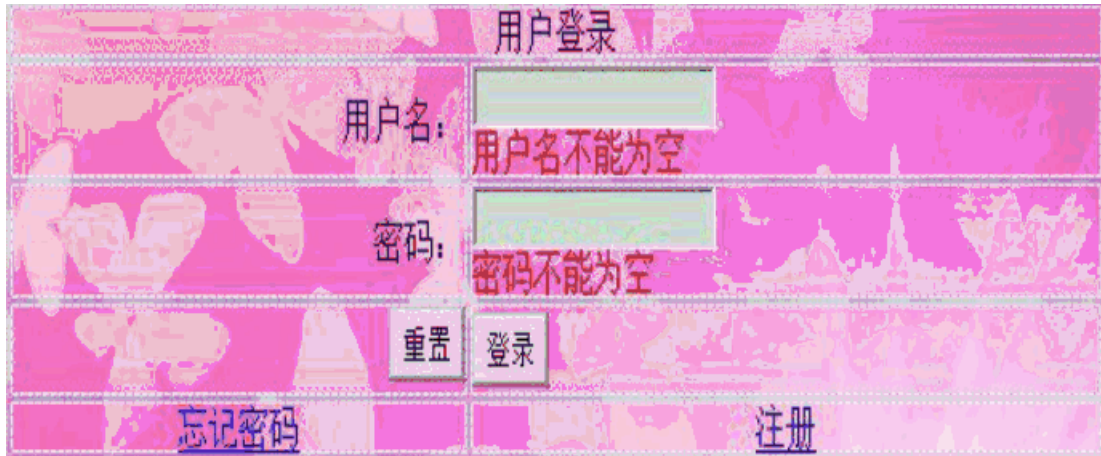 用户登录
用户名：
用户名不能为空
密码：
密码不能为空
重置 登录
忘记密码 注册